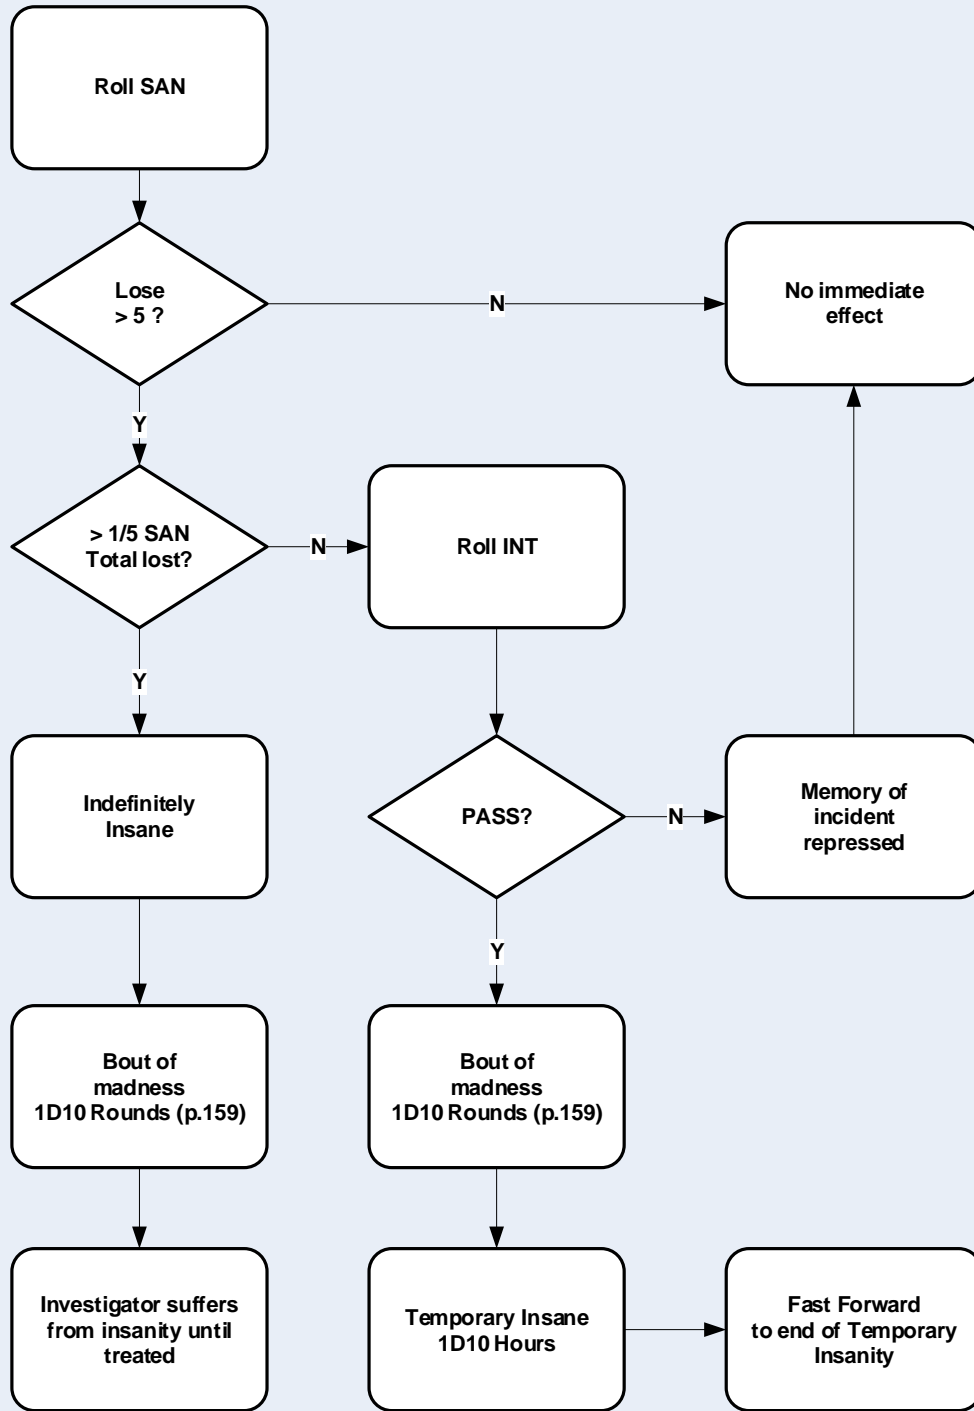 Roll SAN
Lose
> 5 ?
N
No immediate
effect
Y
> 1/5 SAN
Total lost?
N
Roll INT
Y
Indefinitely
Insane
PASS?
N
Memory of
incident
repressed
Y
Bout of
madness
1D10 Rounds (p.159)
Bout of
madness
1D10 Rounds (p.159)
Investigator suffers
from insanity until
treated
Temporary Insane
1D10 Hours
Fast Forward
to end of Temporary
Insanity